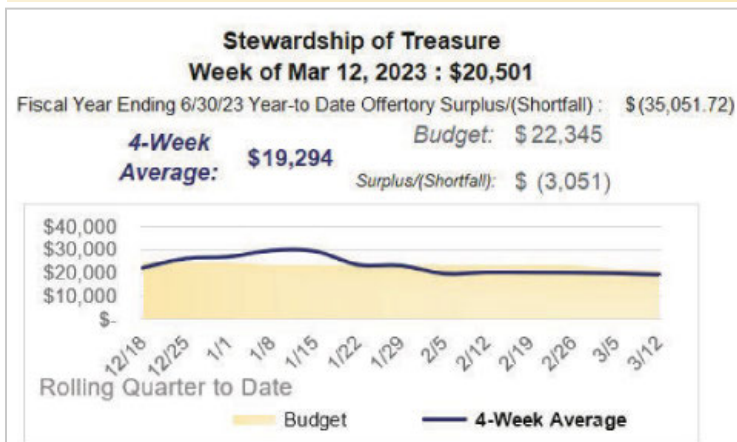 Stewardship of Treasure
Week of Mar 12, 2023 : $20,501
Fiscal Year Ending 6/30/23 Year-to Date Offertory Surplus/(Shortfall) : $(35,051.72)
4-Week Average: $19,294
Budget: $22,345
Surplus/(Shortfall): $ (3,051)
$40,000
$30,000
$20,000
$10,000
$-
12/18 12/25 1/1 1/8 1/15 1/22 1/29 2/5 2/12 2/19 2/26 3/5 3/12
Rolling Quarter to Date
Budget 4-Week Average